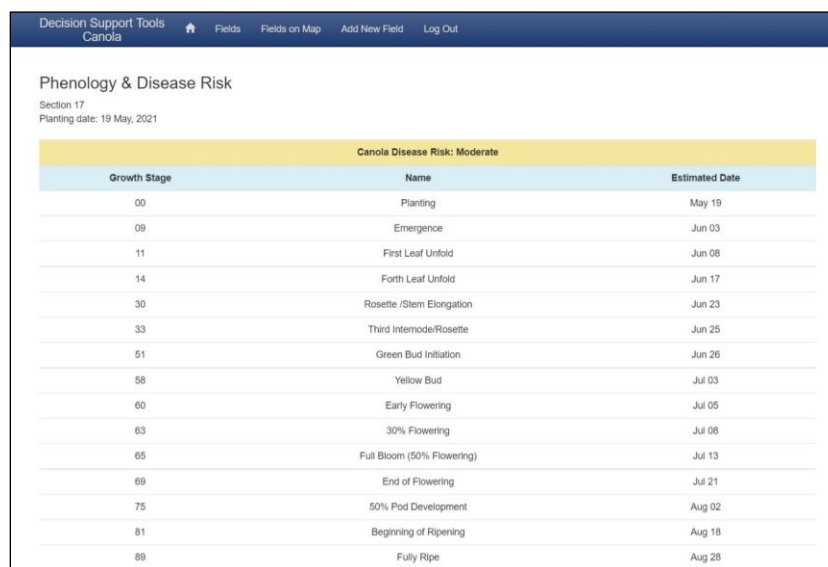 Decision Support Tools
Canola
Fields Fields on Map Add New Field Log Out
Phenology & Disease Risk
Section 17
Planting date: 19 May, 2021
Canola Disease Risk: Moderate
Growth Stage Name Estimated Date
00 Planting May 19
09 Emergence Jun 03
11 First Leaf Unfold Jun 08
14 Forth Leaf Unfold Jun 17
30 Rosette /Stem Elongation Jun 23
33 Third Internode/Rosette Jun 25
51 Green Bud Initiation Jun 26
58 Yellow Bud Jul 03
60 Early Flowering Jul 05
63 30% Flowering Jul 08
65 Full Bloom (50% Flowering) Jul 13
69 End of Flowering Jul 21
75 50% Pod Development Aug 02
81 Beginning of Ripening Aug 18
89 Fully Ripe Aug 28